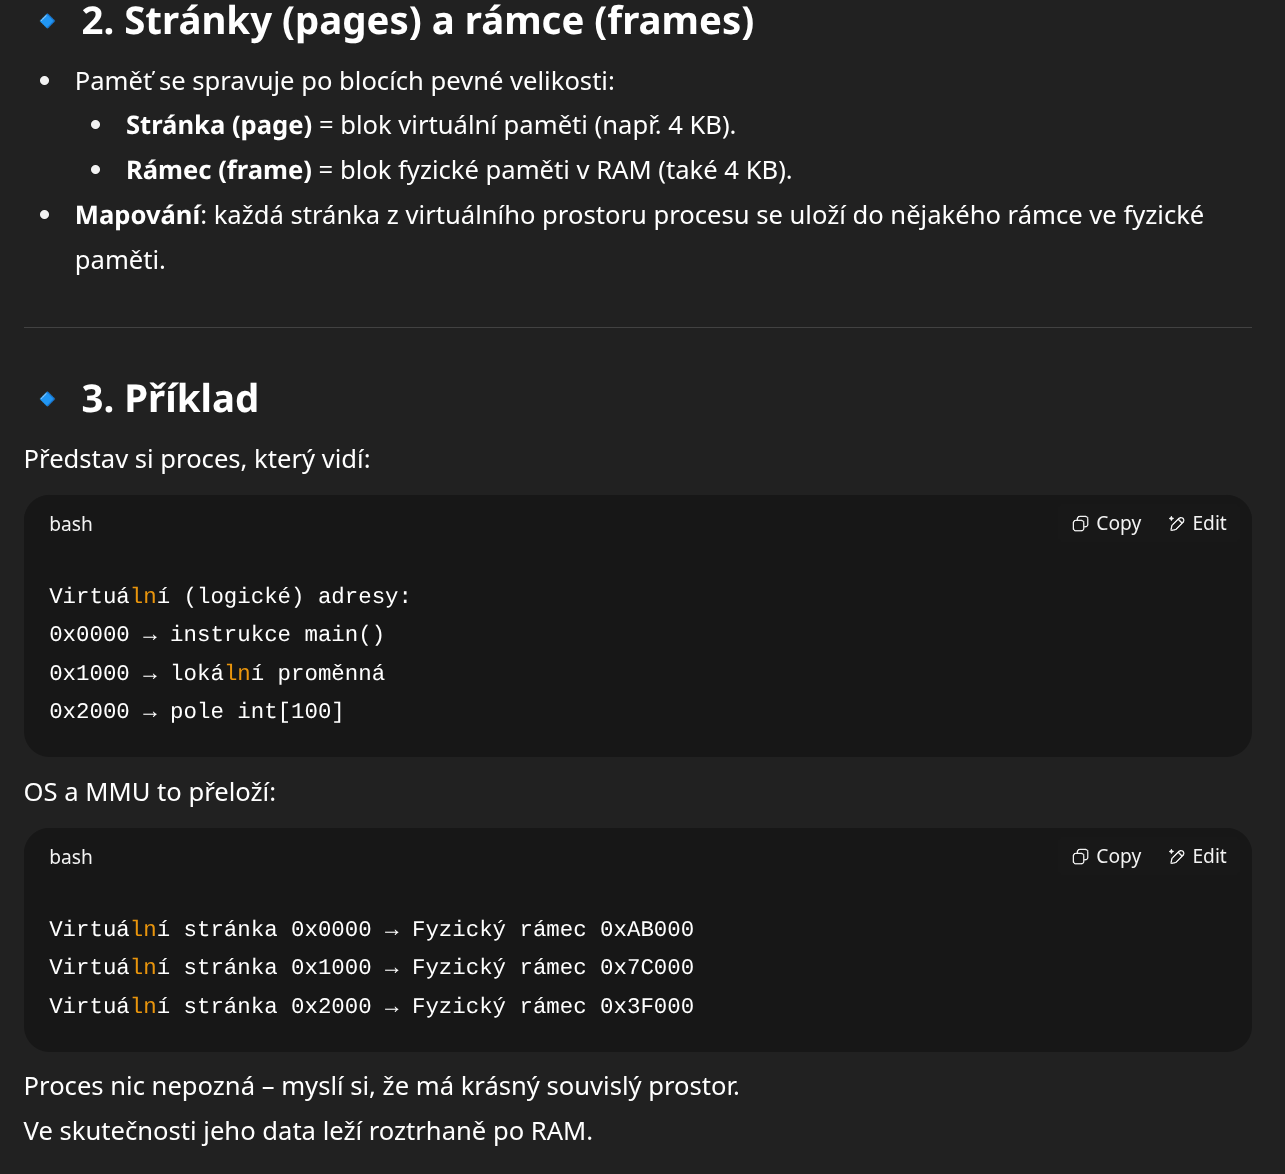 2. Stránky (pages) a rámce (frames)
Paměť se spravuje po blocích pevné velikosti:
Stránka (page) = blok virtuální paměti (např. 4 KB).
Rámec (frame) = blok fyzické paměti v RAM (také 4 KB).
Mapování: každá stránka z virtuálního prostoru procesu se uloží do nějakého rámce ve fyzické
paměti.
3. Příklad
Představ si proces, který vidí:
bash Copy Edit
Virtuální (logické) adresy:
0x0000 → instrukce main()
0x1000 → lokální proměnná
0x2000 → pole int[100]
OS a MMU to přeloží:
bash Copy Edit
Virtuální stránka 0x0000 → Fyzický rámec 0xAB000
Virtuální stránka 0x1000 → Fyzický rámec 0x7C000
Virtuální stránka 0x2000 → Fyzický rámec 0x3F000
Proces nic nepozná – myslí si, že má krásný souvislý prostor.
Ve skutečnosti jeho data leží roztrhaně po RAM.